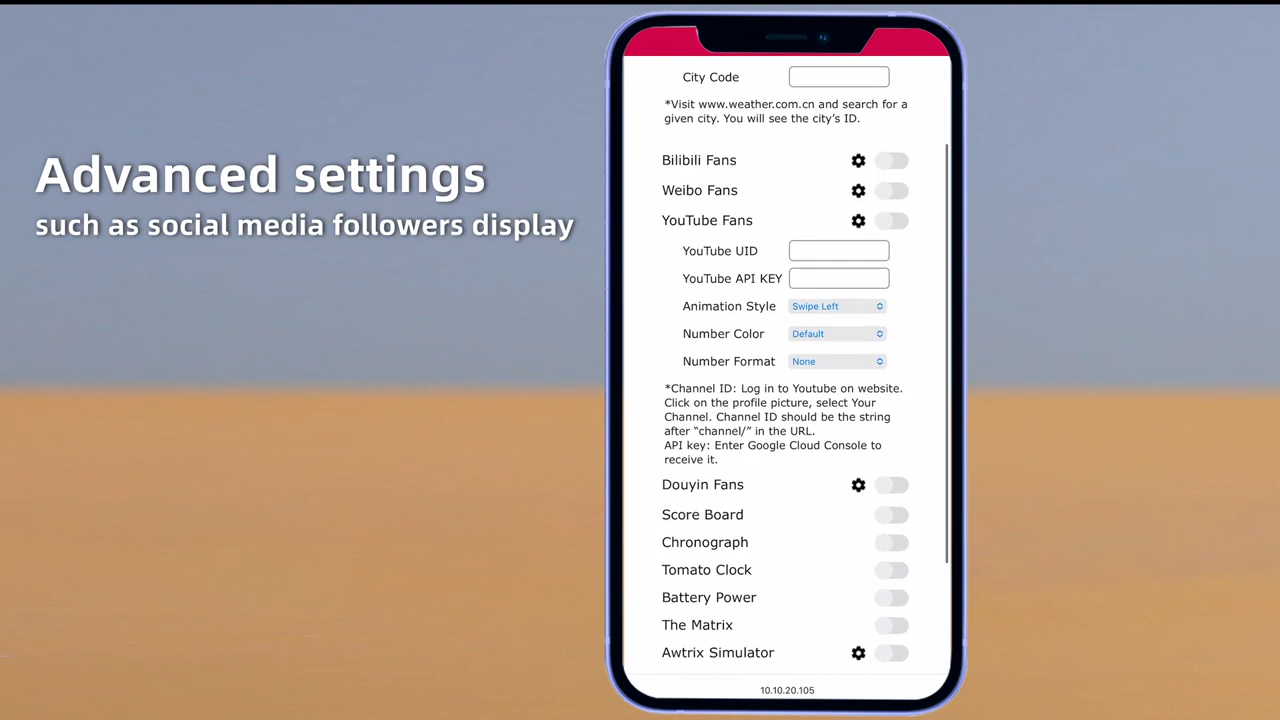 Advanced settings
such as social media followers display
City Code
*Visit www.weather.com.cn and search for a
given city. You will see the city's ID.
Bilibili Fans
Weibo Fans
YouTube Fans
YouTube UID
YouTube API KEY
Animation Style Swipe Left
Number Color Default
Number Format None
*Channel ID: Log in to Youtube on website.
Click on the profile picture, select Your
Channel. Channel ID should be the string
after “channel/” in the URL.
API key: Enter Google Cloud Console to
receive it.
Douyin Fans
Score Board
Chronograph
Tomato Clock
Battery Power
The Matrix
Awtrix Simulator
10.10.20.105